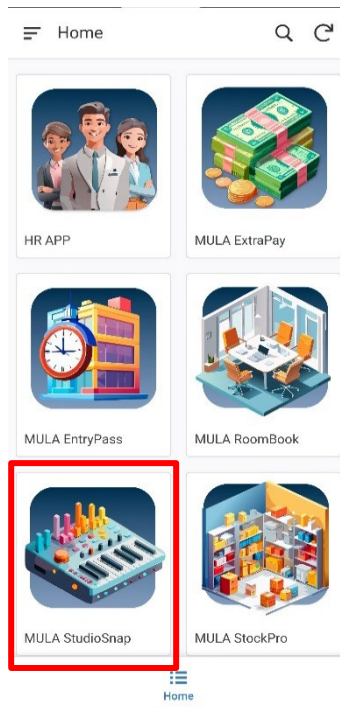 Home
HR APP
MULA ExtraPay
MULA EntryPass
MULA RoomBook
MULA StudioSnap
MULA StockPro
Home